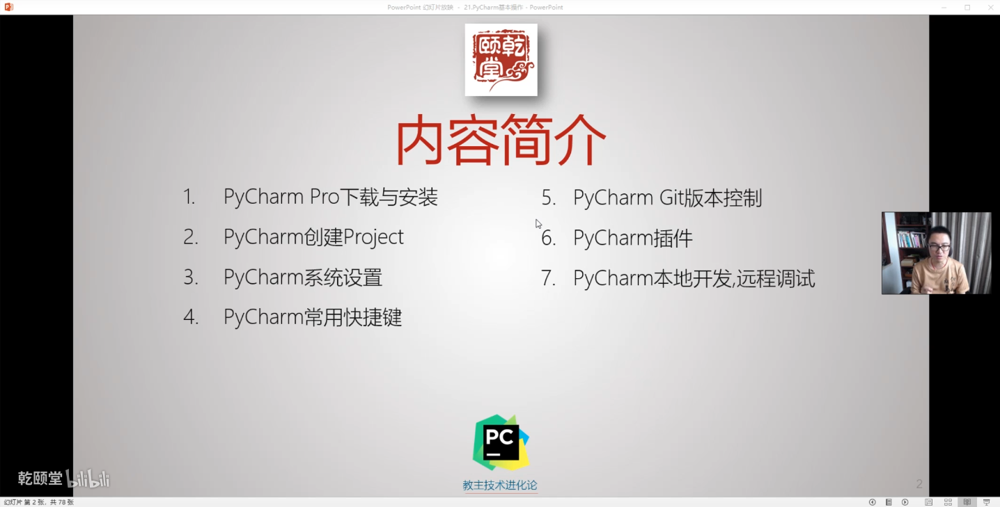 PowerPoint 幻灯片放映 - 21.PyCharm基本操作 - PowerPoint
颐乾堂
内容简介
1. PyCharm Pro下载与安装
2. PyCharm创建Project
3. PyCharm系统设置
4. PyCharm常用快捷键
5. PyCharm Git版本控制
6. PyCharm插件
7. PyCharm本地开发,远程调试
PC
教主技术进化论
乾颐堂 bilibili
2
幻灯片 第 2 张，共 78 张